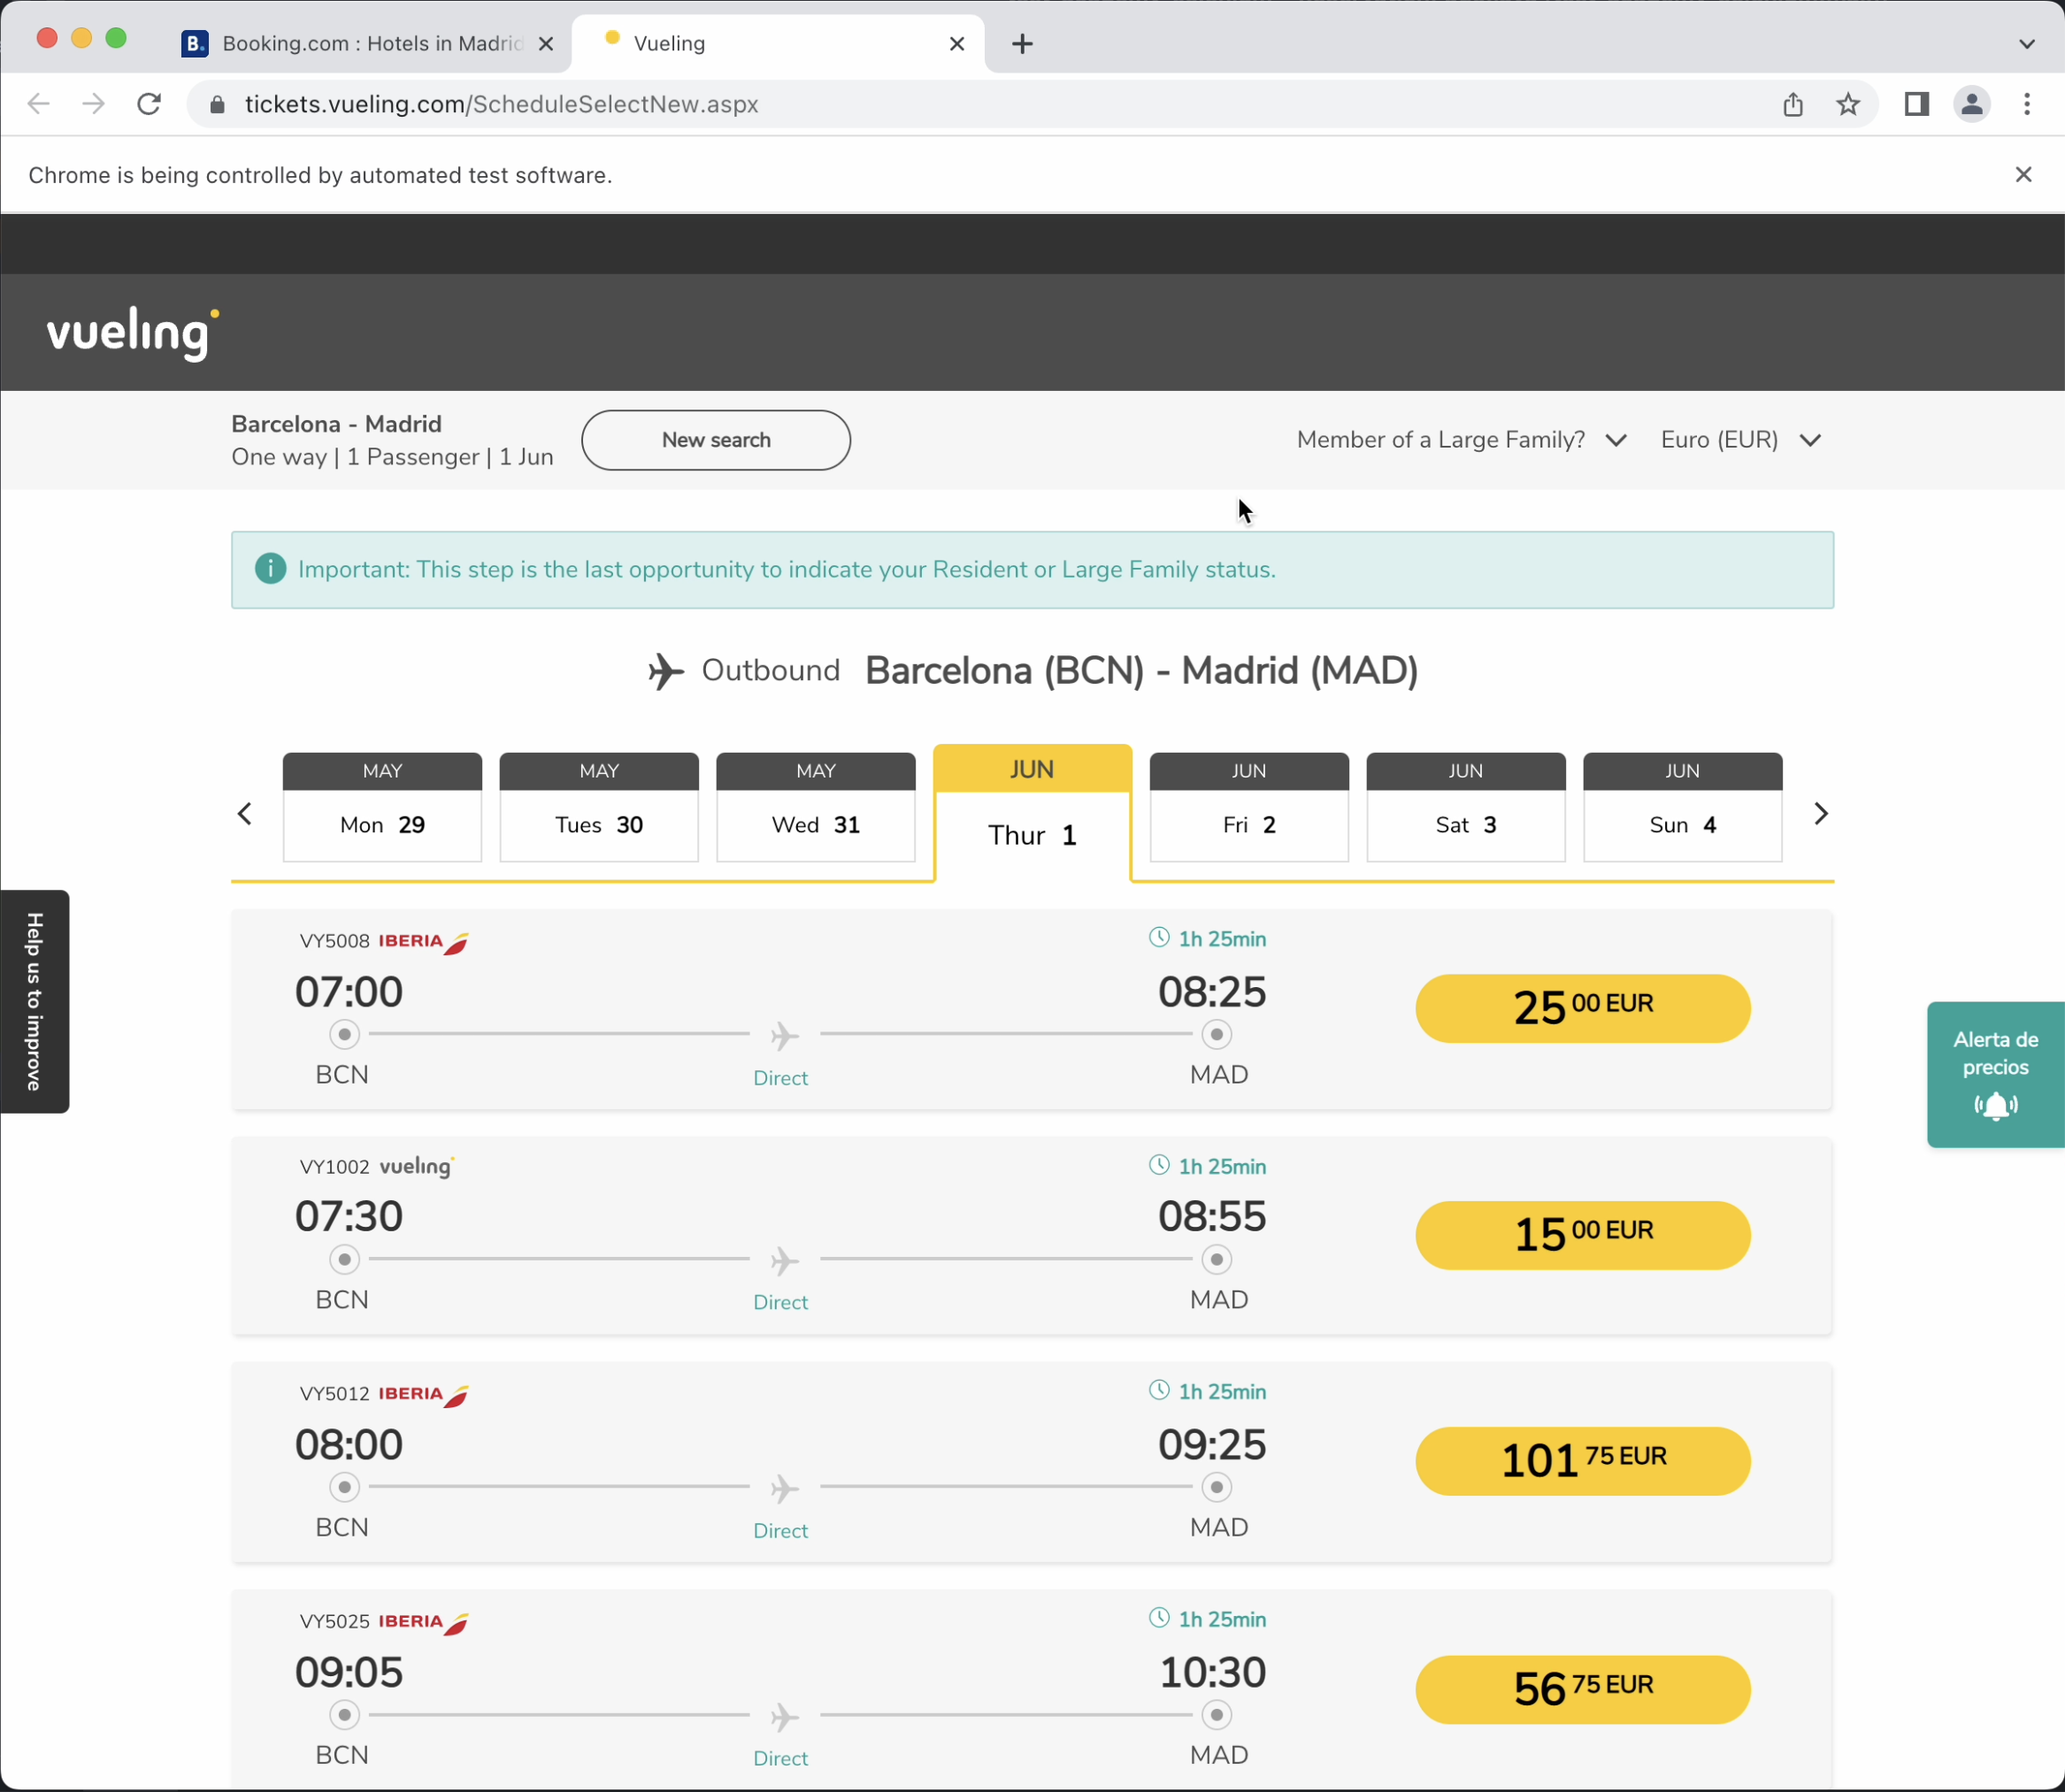 B. Booking.com : Hotels in Madrid
Vueling
tickets.vueling.com/ScheduleSelectNew.aspx
Chrome is being controlled by automated test software.
vueling
Barcelona - Madrid
One way | 1 Passenger | 1 Jun
New search
Member of a Large Family?
Euro (EUR)
Important: This step is the last opportunity to indicate your Resident or Large Family status.
Outbound Barcelona (BCN) - Madrid (MAD)
MAY
Mon 29
MAY
Tues 30
MAY
Wed 31
JUN
Thur 1
JUN
Fri 2
JUN
Sat 3
JUN
Sun 4
Help us to improve
Alerta de
precios
VY5008 IBERIA
1h 25min
07:00
08:25
25 00 EUR
BCN
Direct
MAD
VY1002 vueling
1h 25min
07:30
08:55
15 00 EUR
BCN
Direct
MAD
VY5012 IBERIA
1h 25min
08:00
09:25
101 75 EUR
BCN
Direct
MAD
VY5025 IBERIA
1h 25min
09:05
10:30
56 75 EUR
BCN
Direct
MAD